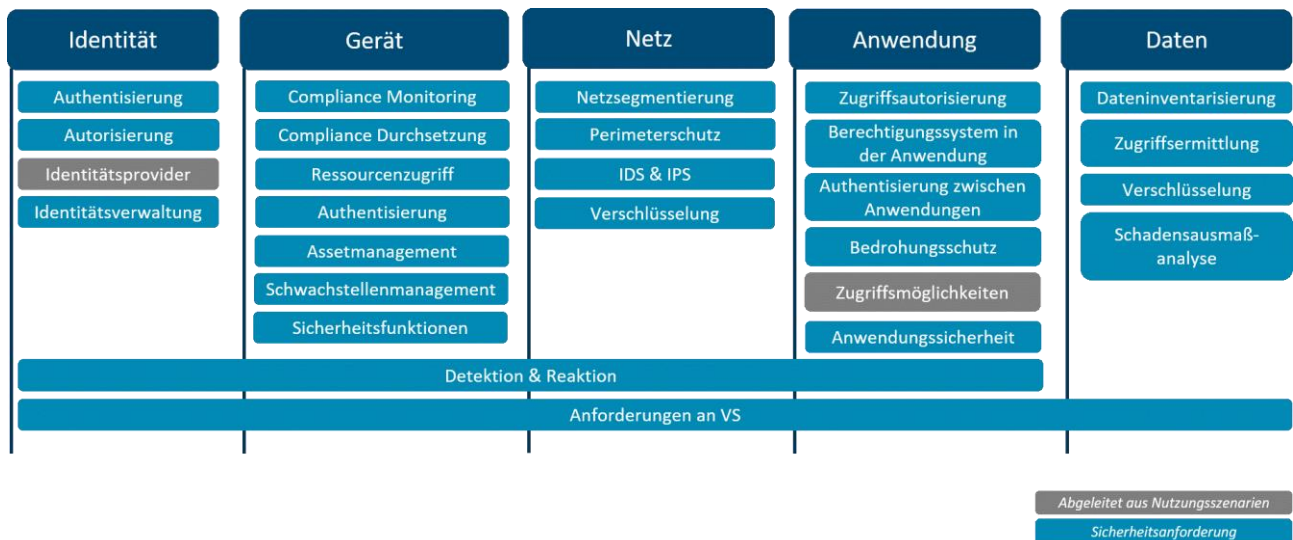 Identität
Authentisierung
Autorisierung
Identitätsprovider
Identitätsverwaltung
Gerät
Compliance Monitoring
Compliance Durchsetzung
Ressourcenzugriff
Authentisierung
Assetmanagement
Schwachstellenmanagement
Sicherheitsfunktionen
Netz
Netzsegmentierung
Perimeterschutz
IDS & IPS
Verschlüsselung
Anwendung
Zugriffsautorisierung
Berechtigungssystem in
der Anwendung
Authentisierung zwischen
Anwendungen
Bedrohungsschutz
Zugriffsmöglichkeiten
Anwendungssicherheit
Daten
Dateninventarisierung
Zugriffsermittlung
Verschlüsselung
Schadensausmaß-
analyse
Detektion & Reaktion
Anforderungen an VS
Abgeleitet aus Nutzungsszenarien
Sicherheitsanforderung